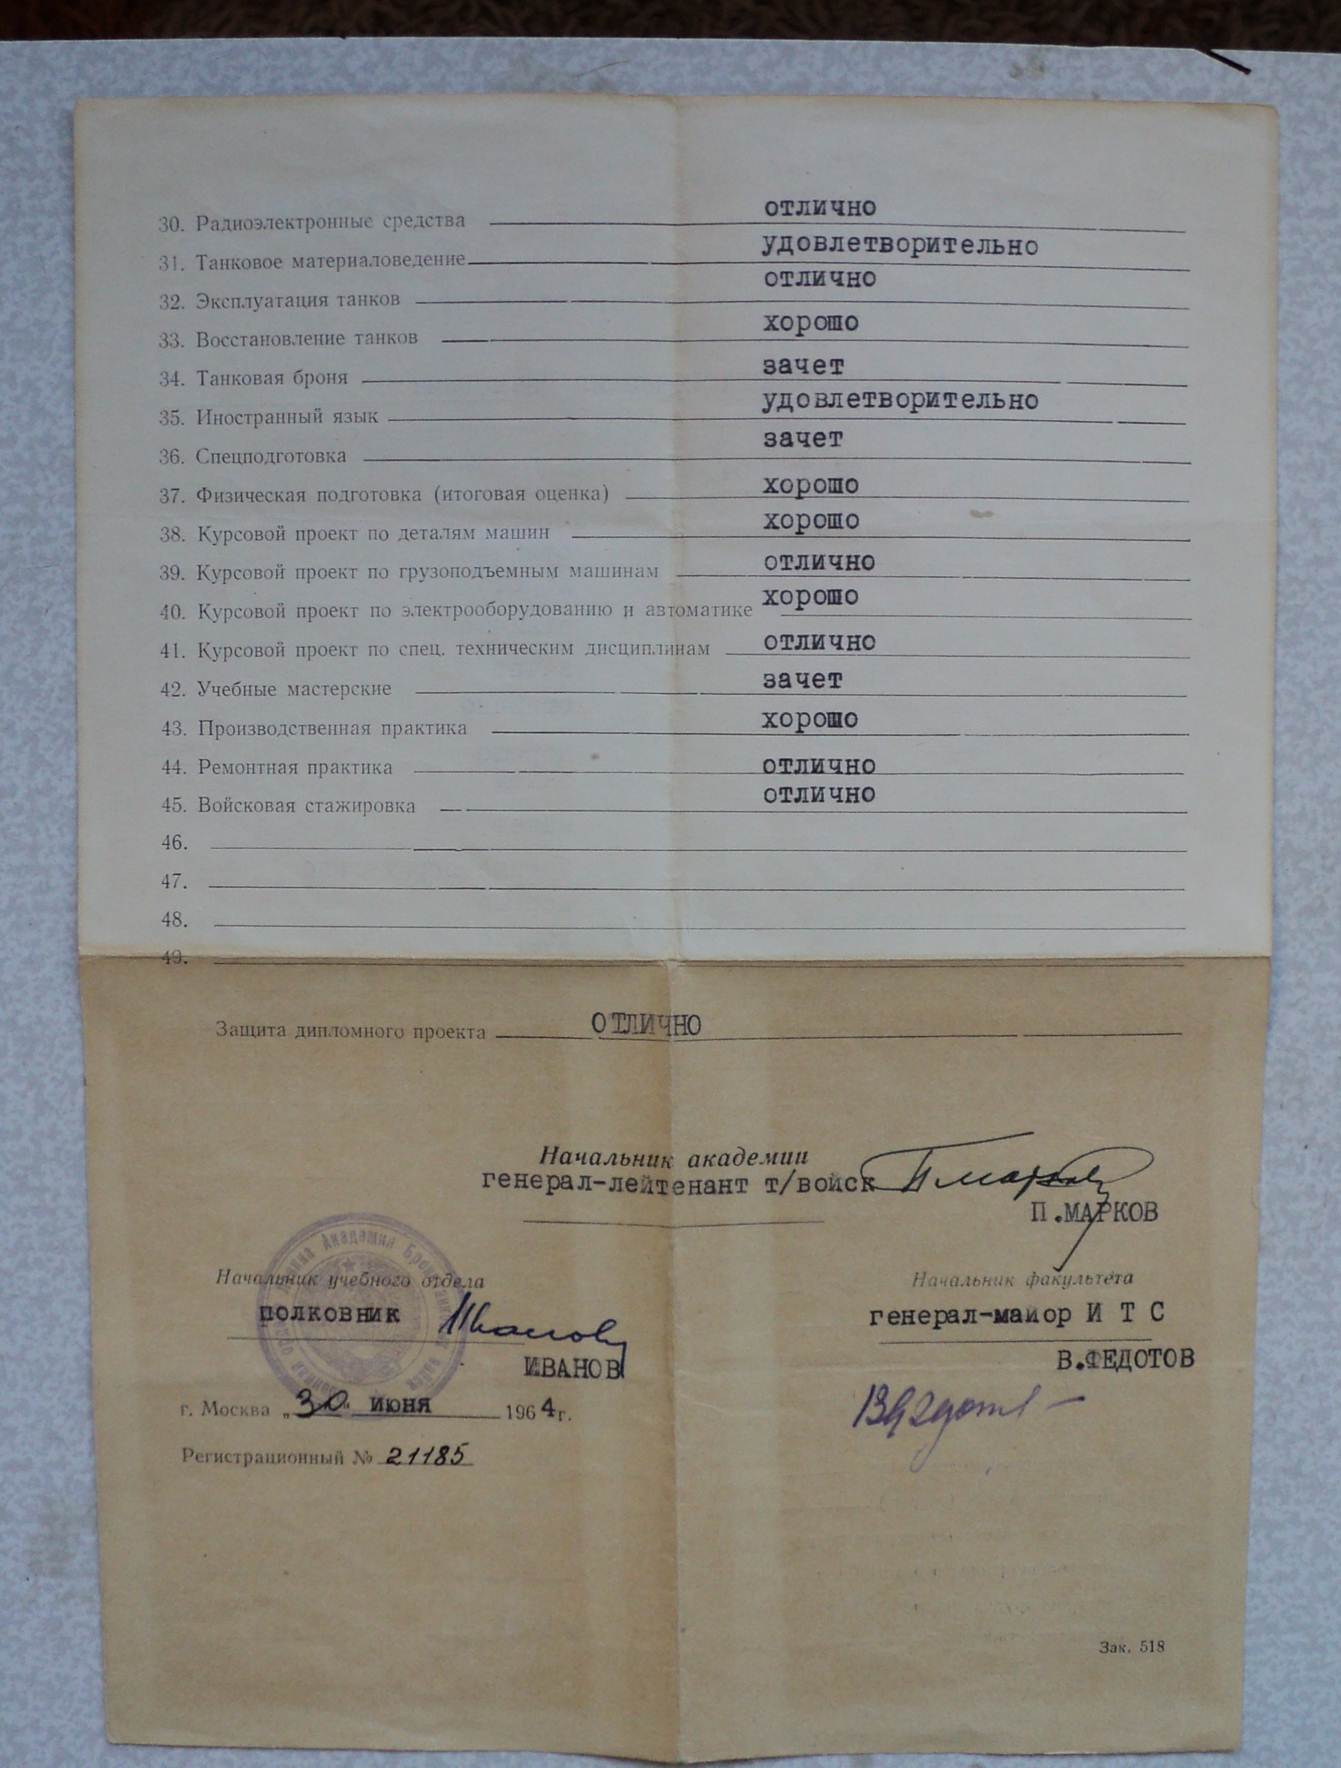 30. Радиоэлектронные средства отлично
31. Танковое материаловедение удовлетворительно
32. Эксплуатация танков отлично
33. Восстановление танков хорошо
34. Танковая броня зачет
35. Иностранный язык удовлетворительно
36. Спецподготовка зачет
37. Физическая подготовка (итоговая оценка) хорошо
38. Курсовой проект по деталям машин хорошо
39. Курсовой проект по грузоподъемным машинам отлично
40. Курсовой проект по электрооборудованию и автоматике хорошо
41. Курсовой проект по спец. техническим дисциплинам отлично
42. Учебные мастерские зачет
43. Производственная практика хорошо
44. Ремонтная практика отлично
45. Войсковая стажировка отлично
46.
47.
48.
49.
Защита дипломного проекта отлично
Начальник академии
генерал-лейтенант т/войск
П.МАРКОВ
Начальник учебного отдела
полковник
ИВАНОВ
Начальник факультета
генерал-майор И Т С
В.ФЕДОТОВ
г. Москва „30“ июня 1964 г.
Регистрационный № 21185
Зак. 518